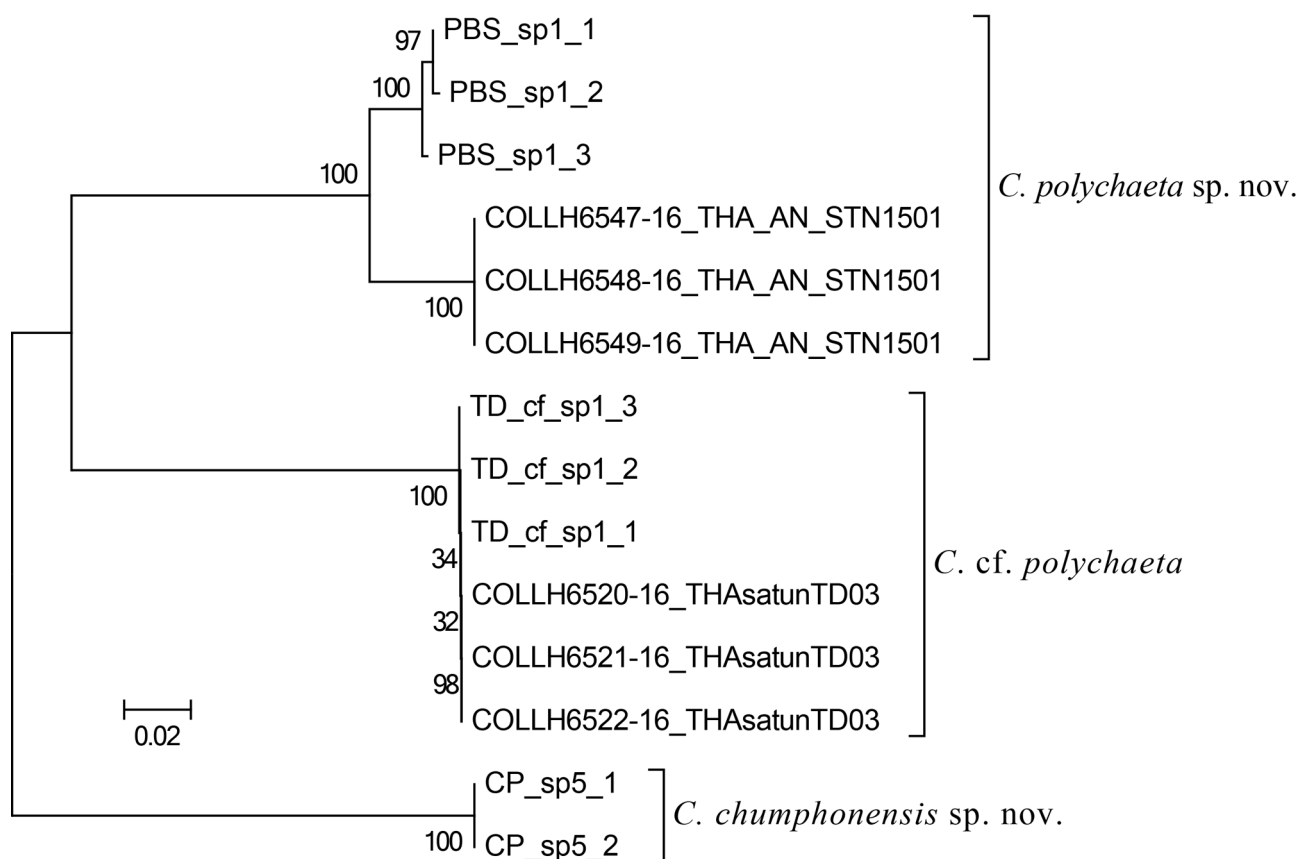 97
PBS_sp1_1
100
PBS_sp1_2
PBS_sp1_3
100
C. polychaeta sp. nov.
COLLH6547-16_THA_AN_STN1501
COLLH6548-16_THA_AN_STN1501
100
COLLH6549-16_THA_AN_STN1501
TD_cf_sp1_3
TD_cf_sp1_2
100
TD_cf_sp1_1
34
C. cf. polychaeta
COLLH6520-16_THAsatunTD03
32
COLLH6521-16_THAsatunTD03
98
COLLH6522-16_THAsatunTD03
0.02
CP_sp5_1
C. chumphonensis sp. nov.
100
CP_sp5_2